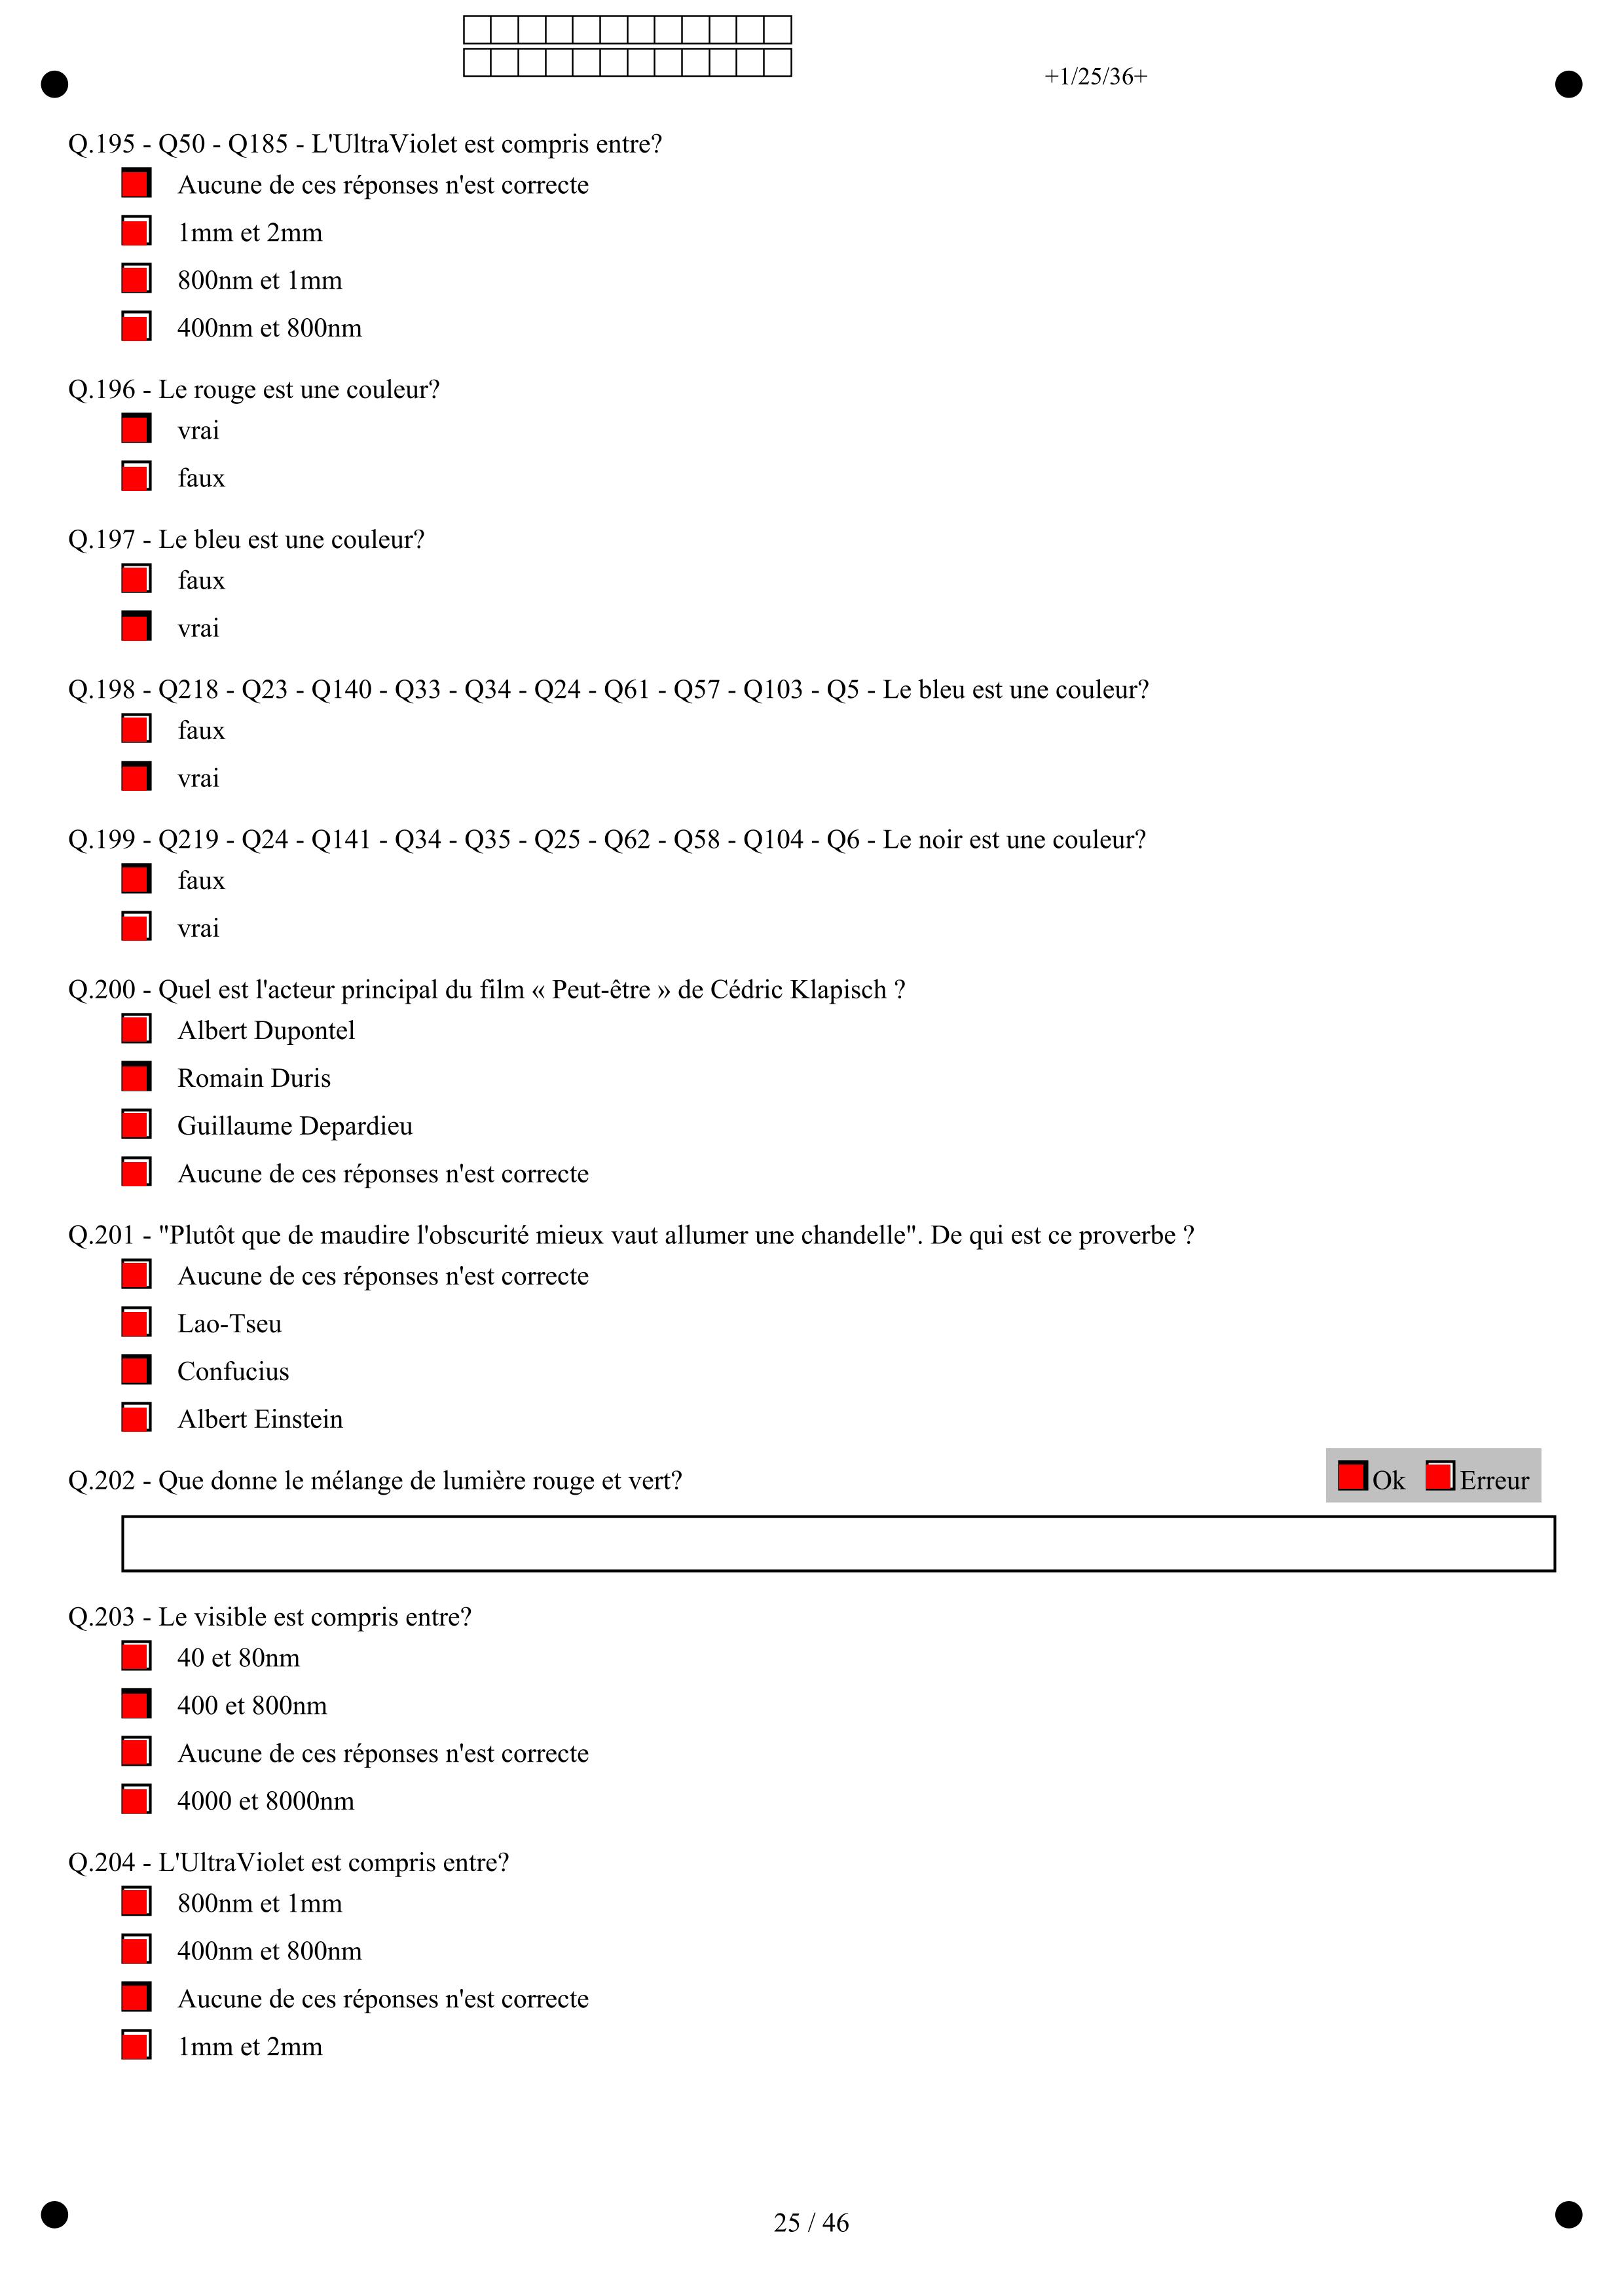 +1/25/36+
Q.195 - Q50 - Q185 - L'UltraViolet est compris entre?
Aucune de ces réponses n'est correcte
1mm et 2mm
800nm et 1mm
400nm et 800nm
Q.196 - Le rouge est une couleur?
vrai
faux
Q.197 - Le bleu est une couleur?
faux
vrai
Q.198 - Q218 - Q23 - Q140 - Q33 - Q34 - Q24 - Q61 - Q57 - Q103 - Q5 - Le bleu est une couleur?
faux
vrai
Q.199 - Q219 - Q24 - Q141 - Q34 - Q35 - Q25 - Q62 - Q58 - Q104 - Q6 - Le noir est une couleur?
faux
vrai
Q.200 - Quel est l'acteur principal du film « Peut-être » de Cédric Klapisch ?
Albert Dupontel
Romain Duris
Guillaume Depardieu
Aucune de ces réponses n'est correcte
Q.201 - "Plutôt que de maudire l'obscurité mieux vaut allumer une chandelle". De qui est ce proverbe ?
Aucune de ces réponses n'est correcte
Lao-Tseu
Confucius
Albert Einstein
Q.202 - Que donne le mélange de lumière rouge et vert? Ok Erreur
Q.203 - Le visible est compris entre?
40 et 80nm
400 et 800nm
Aucune de ces réponses n'est correcte
4000 et 8000nm
Q.204 - L'UltraViolet est compris entre?
800nm et 1mm
400nm et 800nm
Aucune de ces réponses n'est correcte
1mm et 2mm
25 / 46